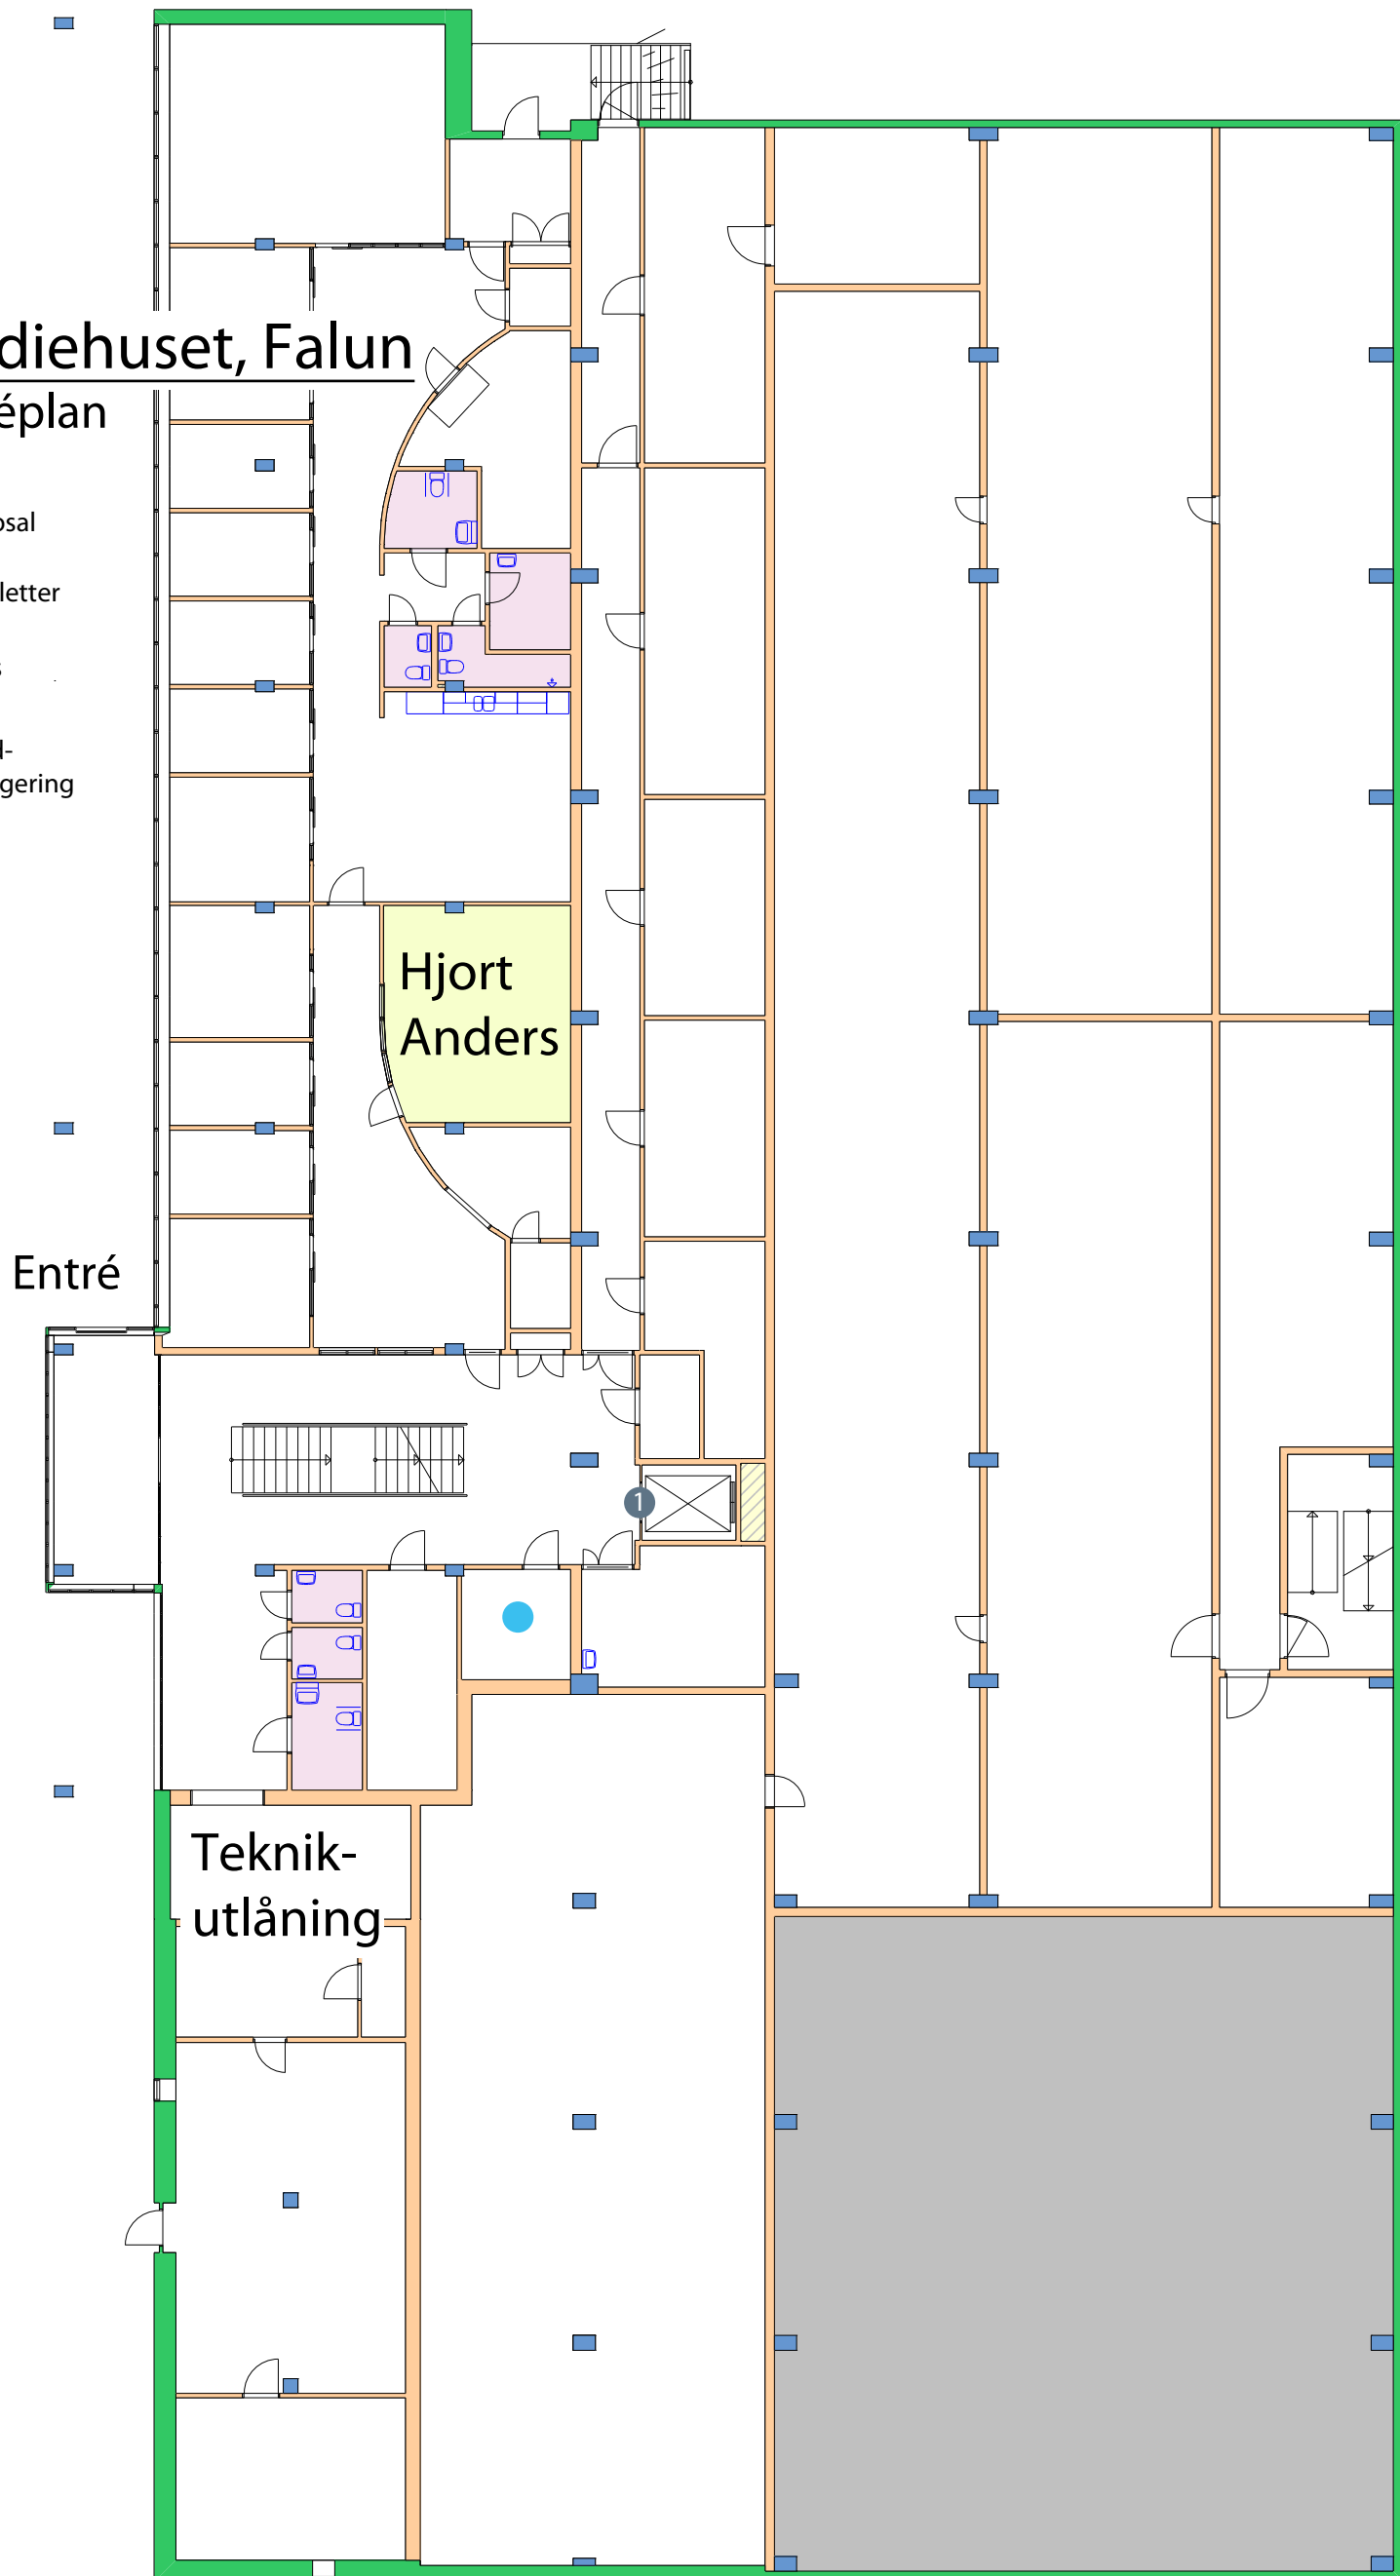 diehuset, Falun
éplan
osal
letter
s
d-
gering
Hjort
Anders
Entré
1
Teknik-
utlåning